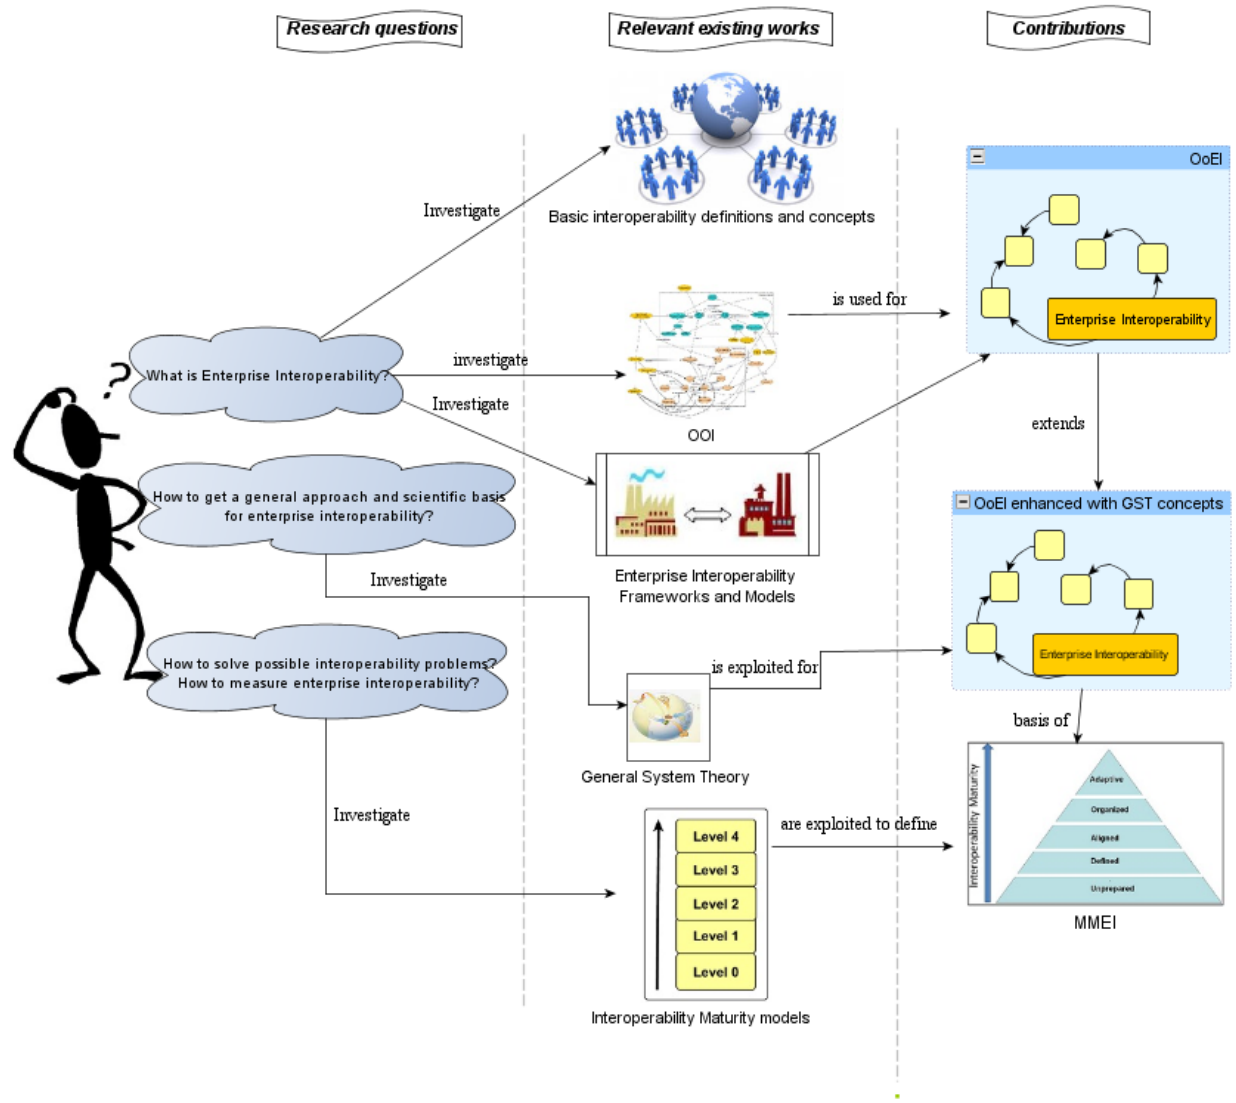 Research questions
Relevant existing works
Contributions
Investigate
Basic interoperability definitions and concepts
OoEI
Enterprise Interoperability
is used for
What is Enterprise Interoperability?
investigate
Investigate
OOI
extends
?
How to get a general approach and scientific basis
for enterprise interoperability?
Investigate
Enterprise Interoperability
Frameworks and Models
OoEI enhanced with GST concepts
Enterprise Interoperability
How to solve possible interoperability problems?
How to measure enterprise interoperability?
is exploited for
General System Theory
basis of
Investigate
Level 4
Level 3
Level 2
Level 1
Level 0
Interoperability Maturity models
are exploited to define
Interoperability Maturity
Adaptive
Organized
Aligned
Defined
Unprepared
MMEI